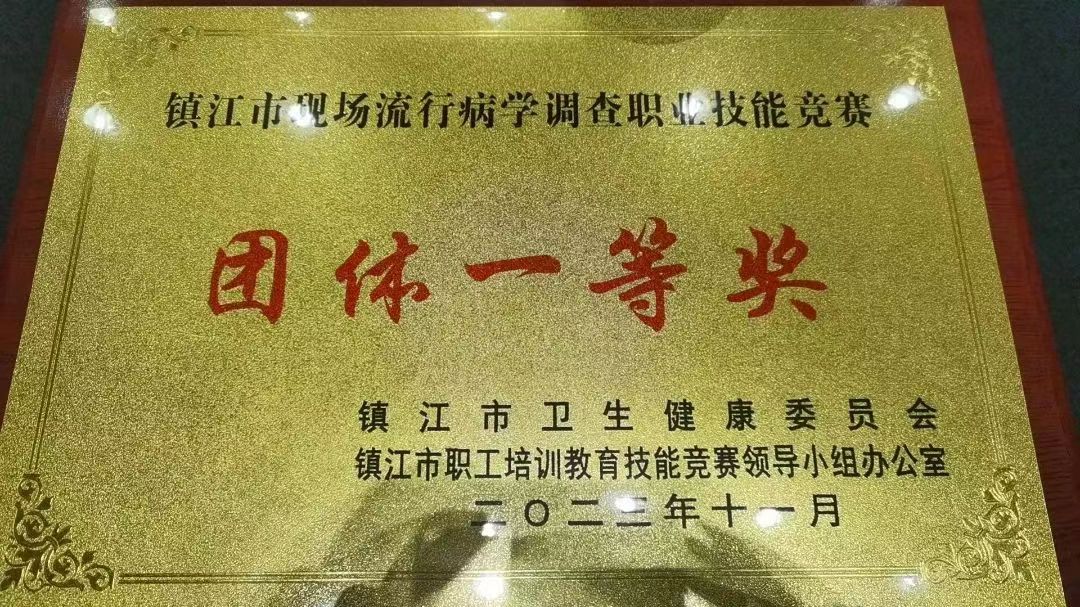 镇江市现场流行病学调查职业技能竞赛
团体一等奖
镇江市卫生健康委员会
镇江市职工培训教育技能竞赛领导小组办公室
二〇二三年十一月